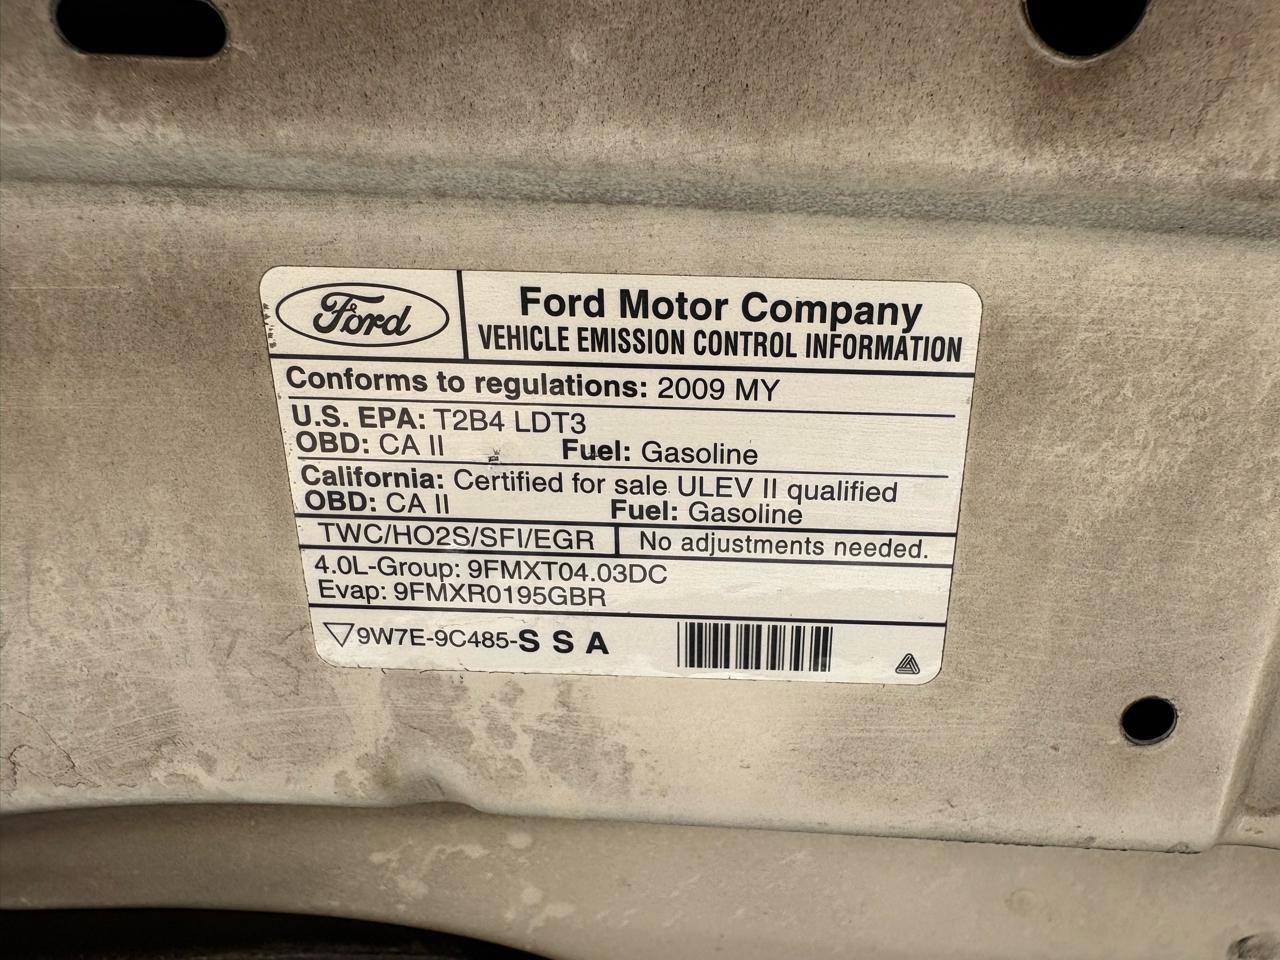 Ford
Ford Motor Company
VEHICLE EMISSION CONTROL INFORMATION
Conforms to regulations: 2009 MY
U.S. EPA: T2B4 LDT3
OBD: CA II Fuel: Gasoline
California: Certified for sale ULEV II qualified
OBD: CA II Fuel: Gasoline
TWC/HO2S/SFI/EGR No adjustments needed.
4.0L-Group: 9FMXT04.03DC
Evap: 9FMXR0195GBR
9W7E-9C485-S S A